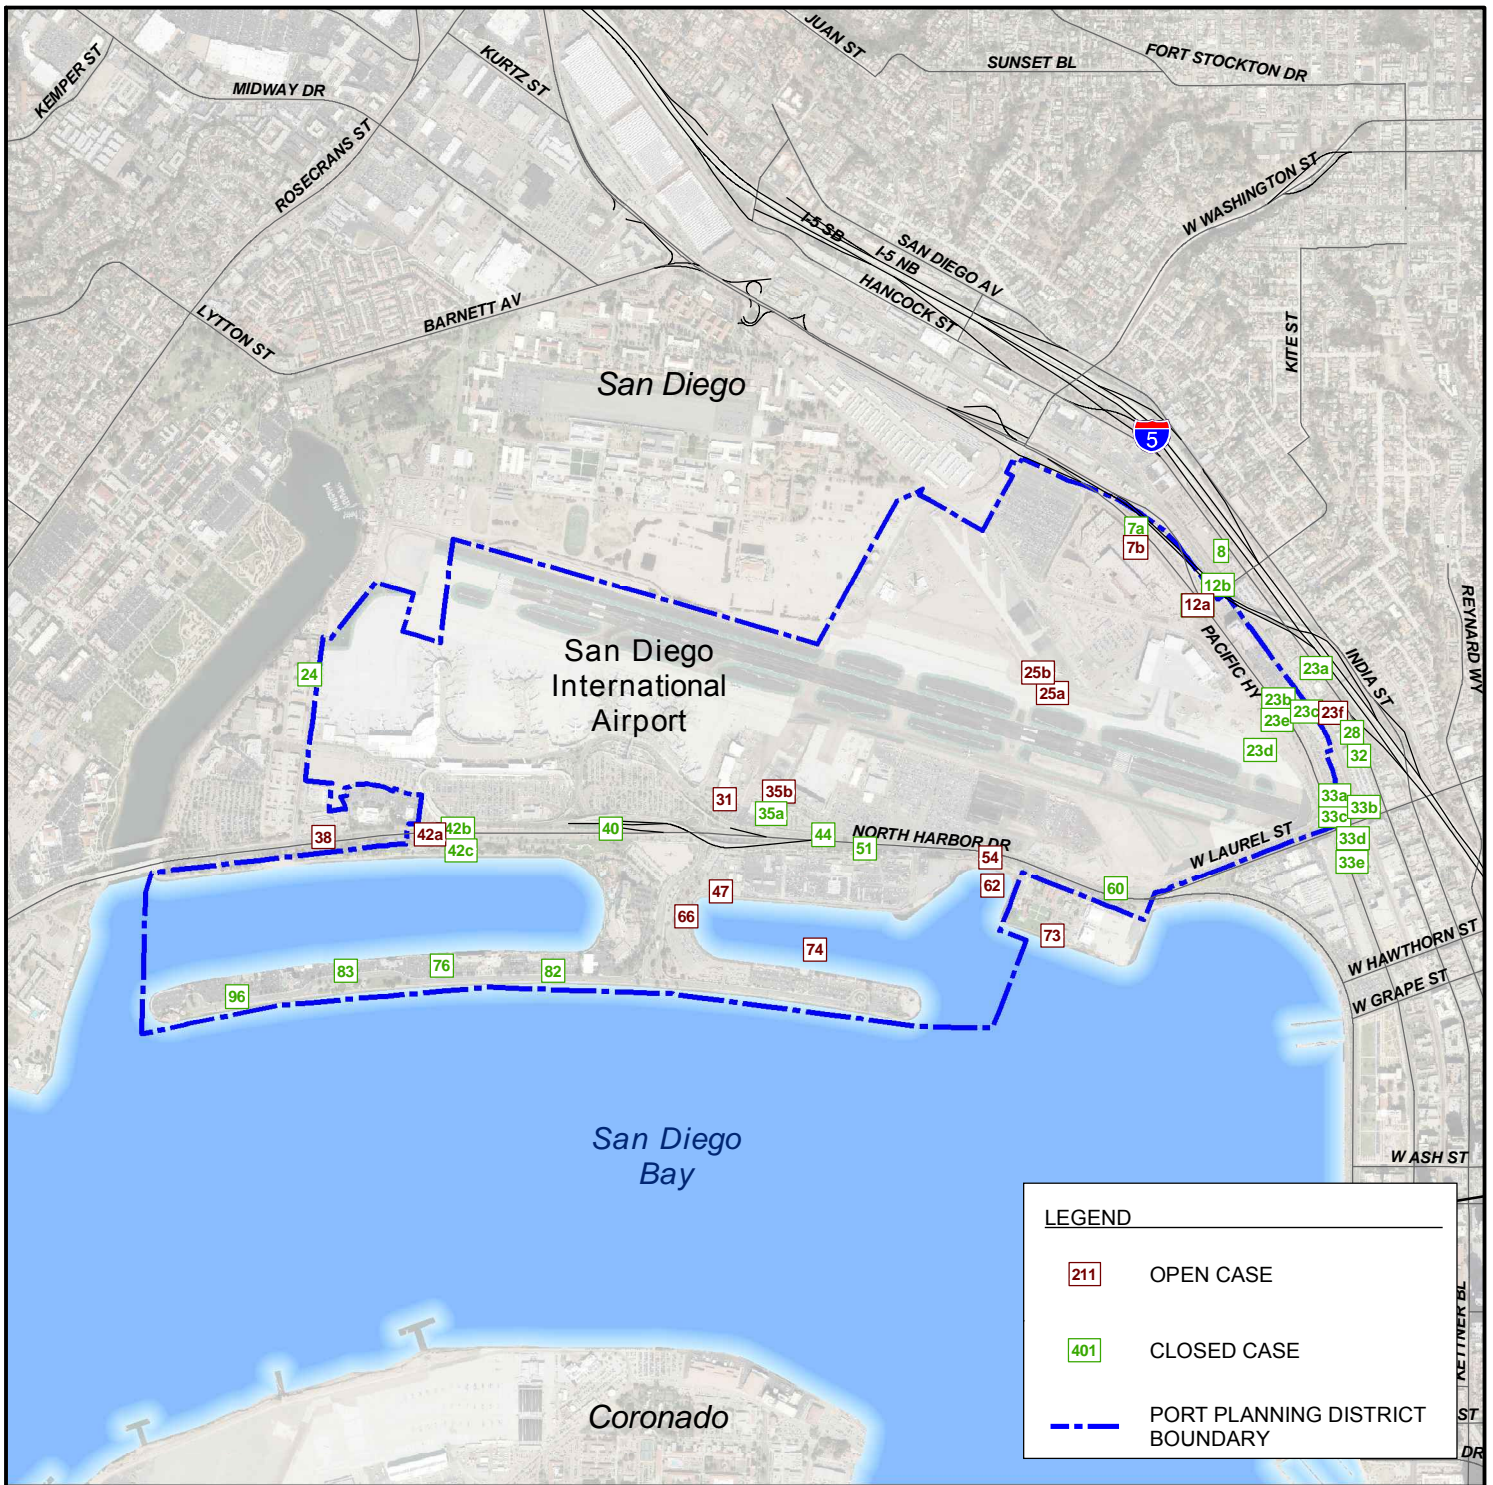 JUAN ST
SUNSET BL
FORT STOCKTON DR
KEMPER ST
MIDWAY DR
KURTZ ST
ROSECRANS ST
W WASHINGTON ST
I-5 SB
I-5 NB
SAN DIEGO AV
HANCOCK ST
LYTTON ST
BARNETT AV
KITE ST
San Diego
5
7a
7b
8
12b
12a
REYNARD WY
PACIFIC HY
INDIA ST
San Diego
International
Airport
24
25b
25a
23a
23b
23c
23f
23e
28
23d
32
31
35b
35a
33a
33b
33c
33d
33e
38
42a
42b
42c
40
44
51
NORTH HARBOR DR
W LAUREL ST
54
62
60
47
66
73
74
83
76
82
96
W HAWTHORN ST
W GRAPE ST
San Diego
Bay
W ASH ST
LEGEND
211 OPEN CASE
401 CLOSED CASE
PORT PLANNING DISTRICT
BOUNDARY
KETTNER BL
ST
DR
Coronado